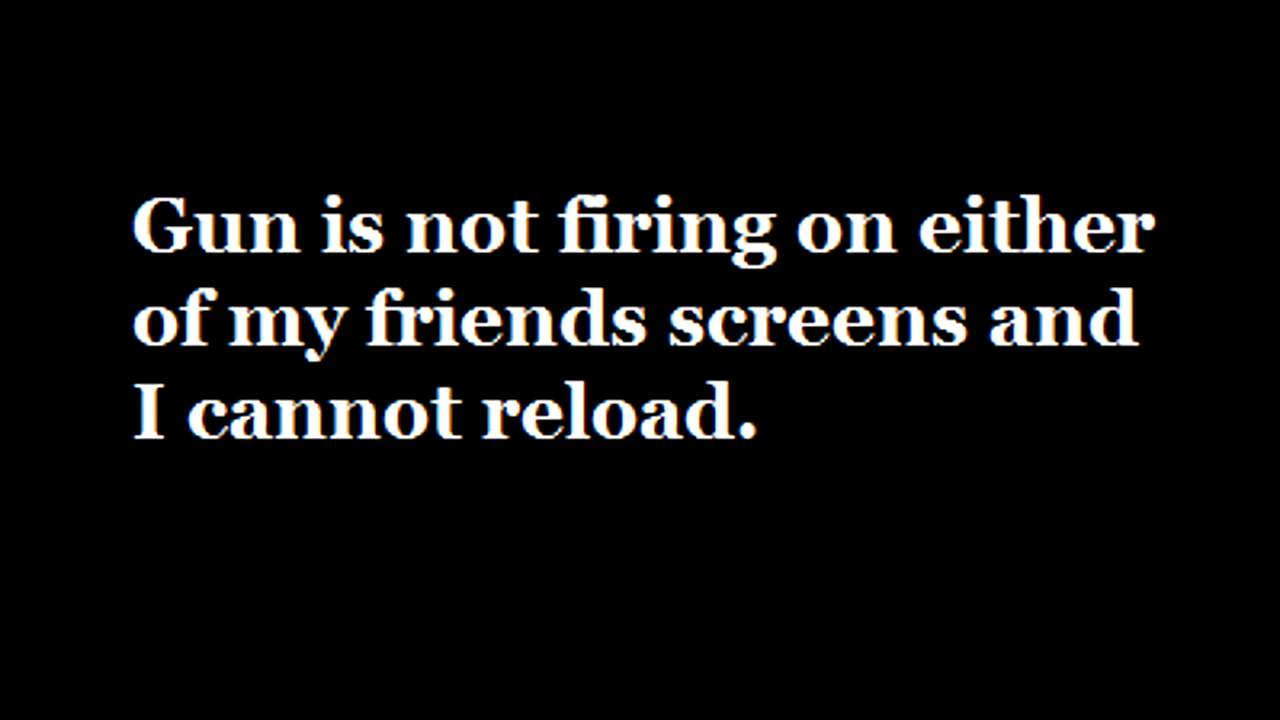 Gun is not firing on either
of my friends screens and
I cannot reload.